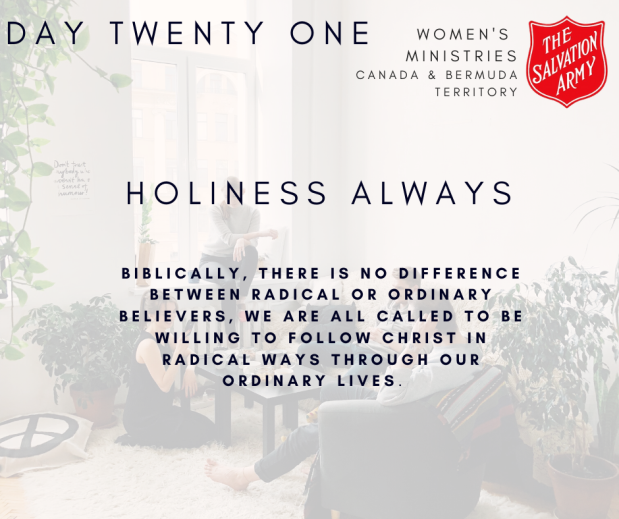 DAY TWENTY ONE
WOMEN'S
MINISTRIES
CANADA & BERMUDA
TERRITORY
THE
SALVATION
ARMY
Don't trust
HOLINESS ALWAYS
BIBLICALLY, THERE IS NO DIFFERENCE
BETWEEN RADICAL OR ORDINARY
BELIEVERS, WE ARE ALL CALLED TO BE
WILLING TO FOLLOW CHRIST IN
RADICAL WAYS THROUGH OUR
ORDINARY LIVES.